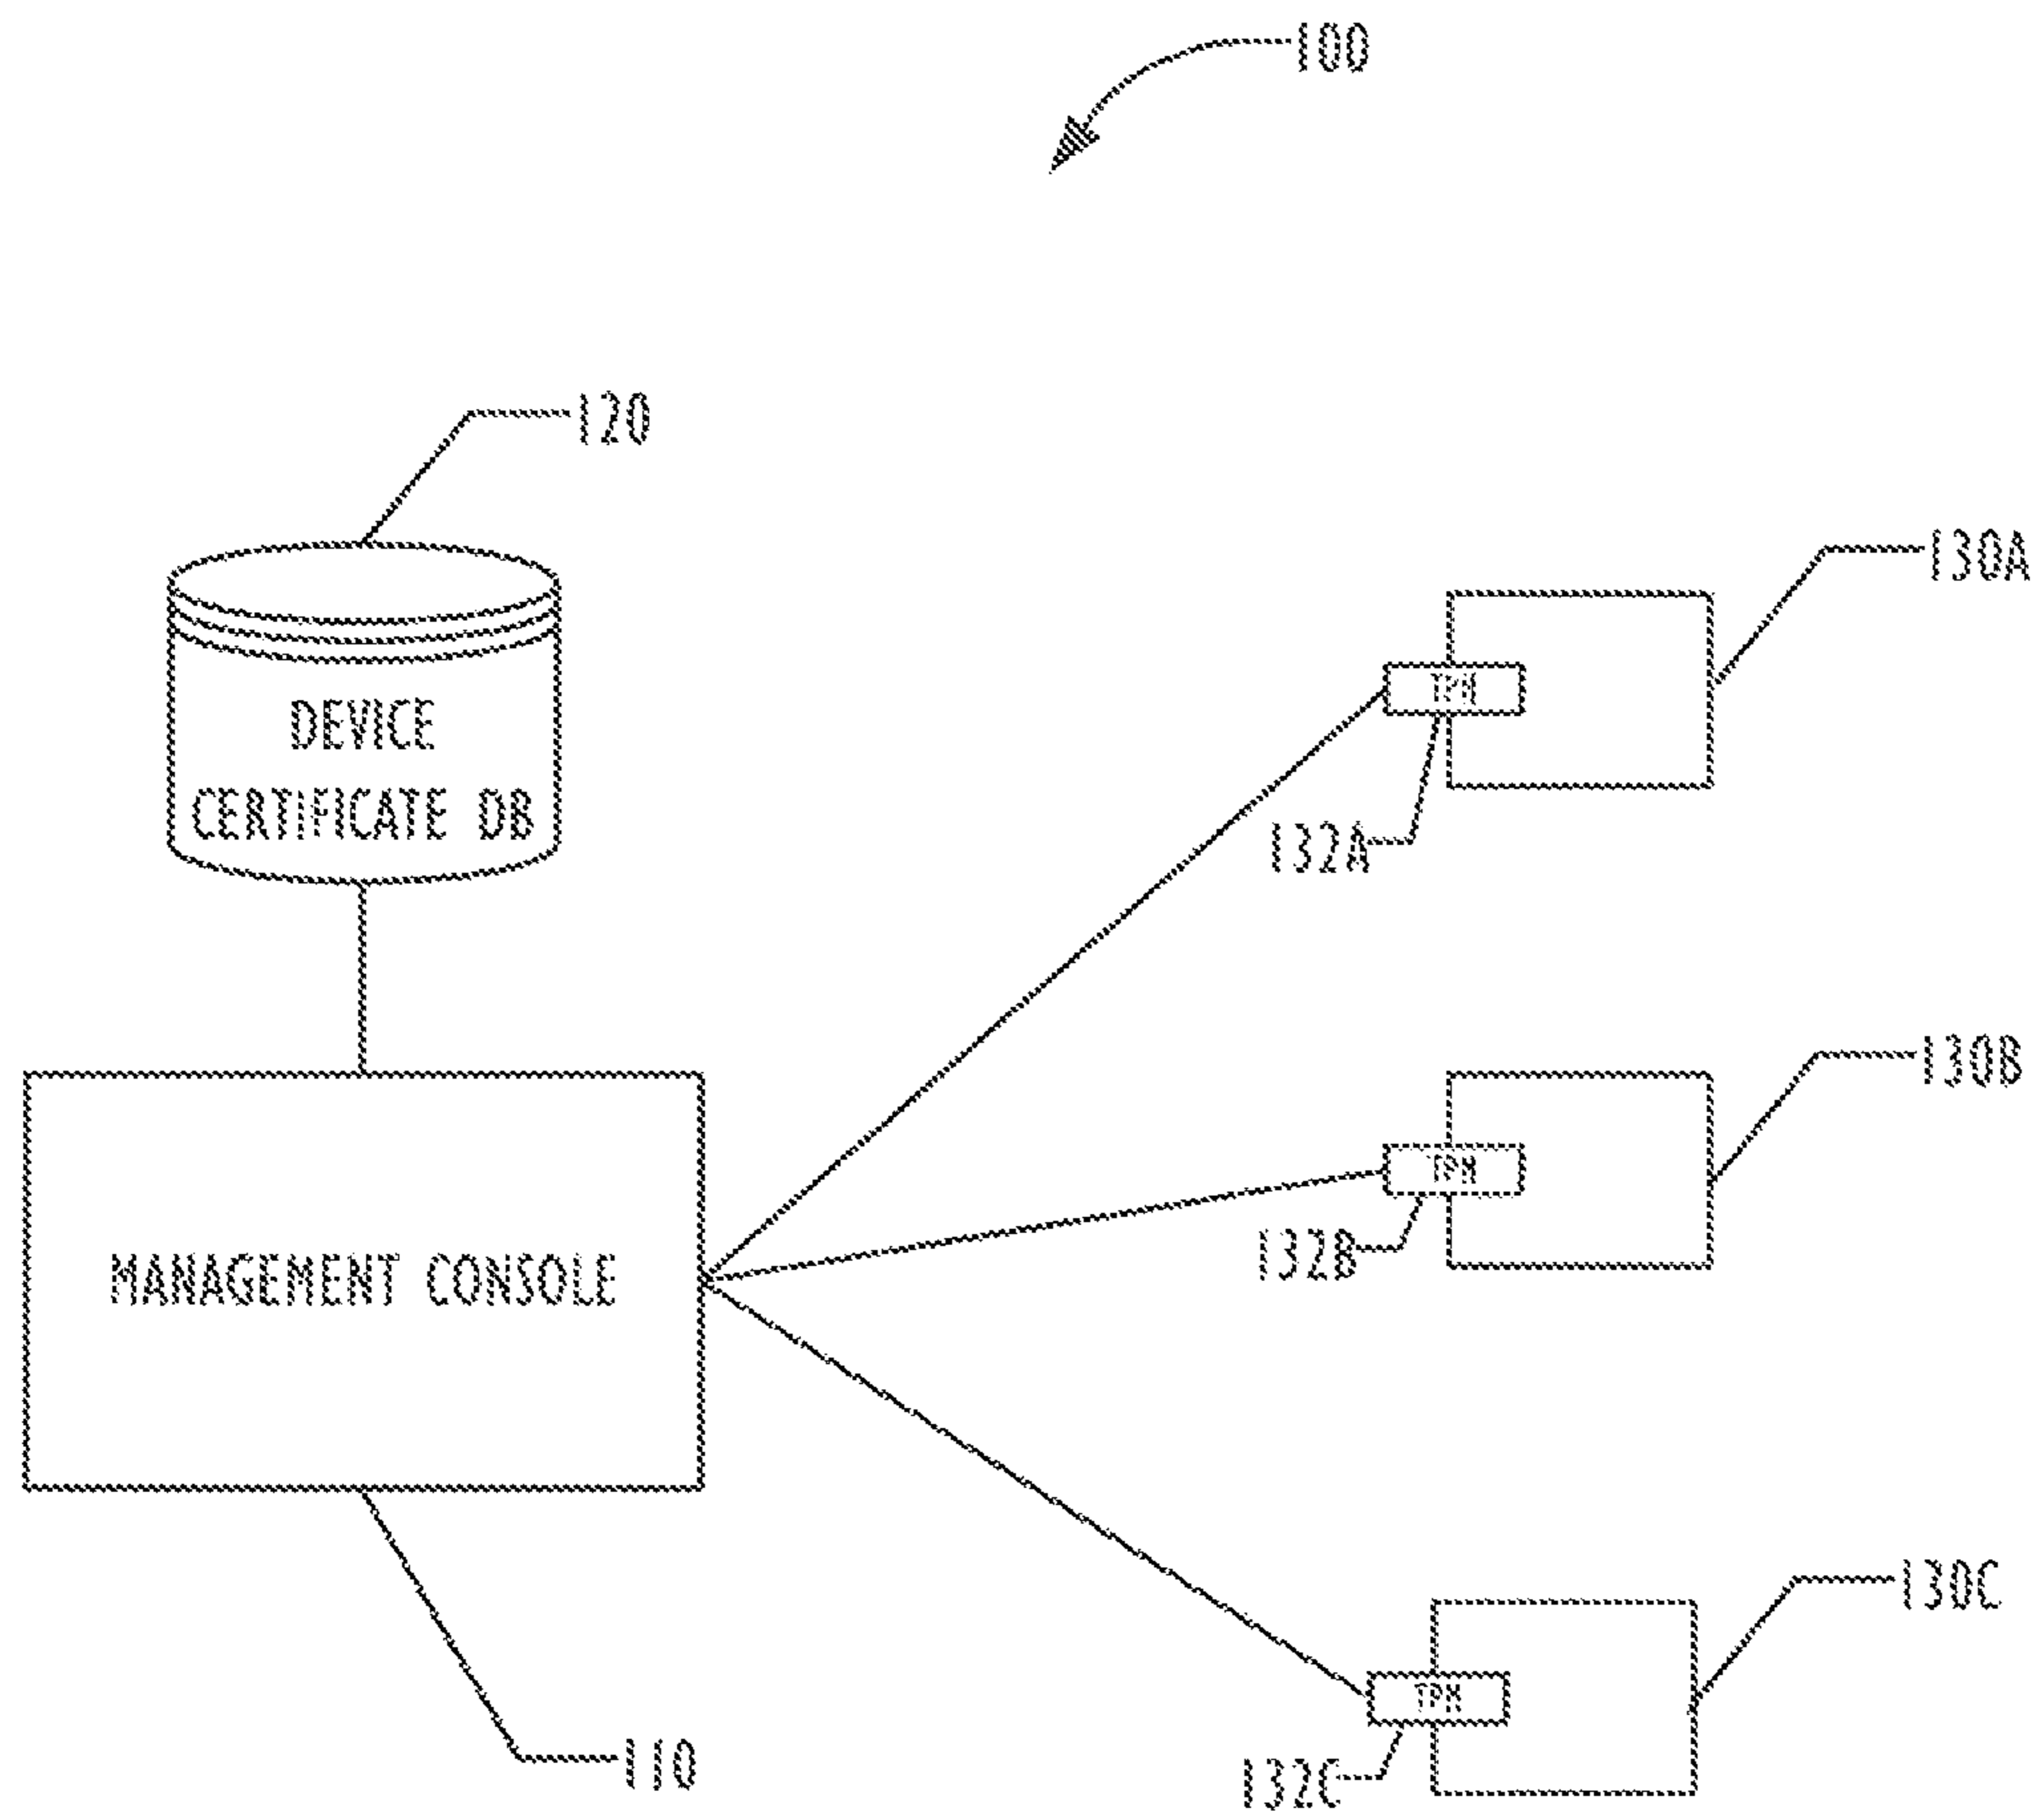 100
120
DEVICE
CERTIFICATE DB
130A
TPM
132A
130B
TPM
132B
MANAGEMENT CONSOLE
130C
TPM
110
132C